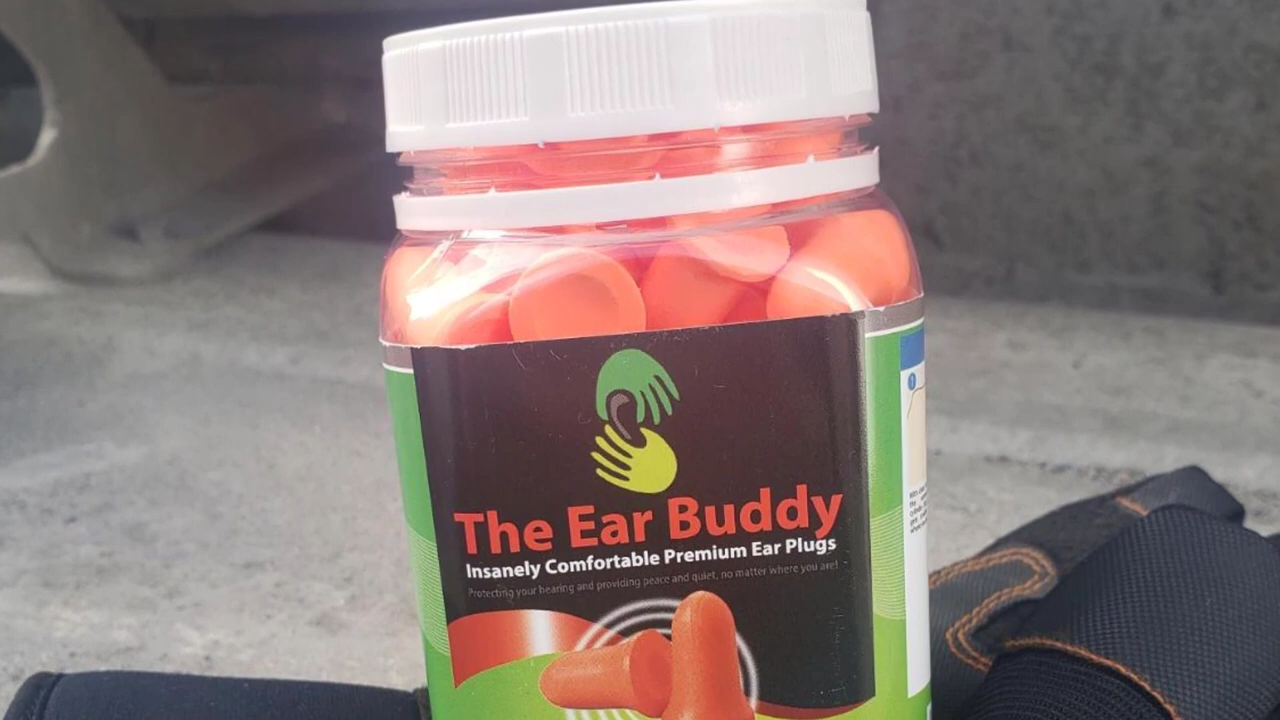 The Ear Buddy
Insanely Comfortable Premium Ear Plugs
Protecting your hearing and providing peace and quiet, no matter where you are!
1